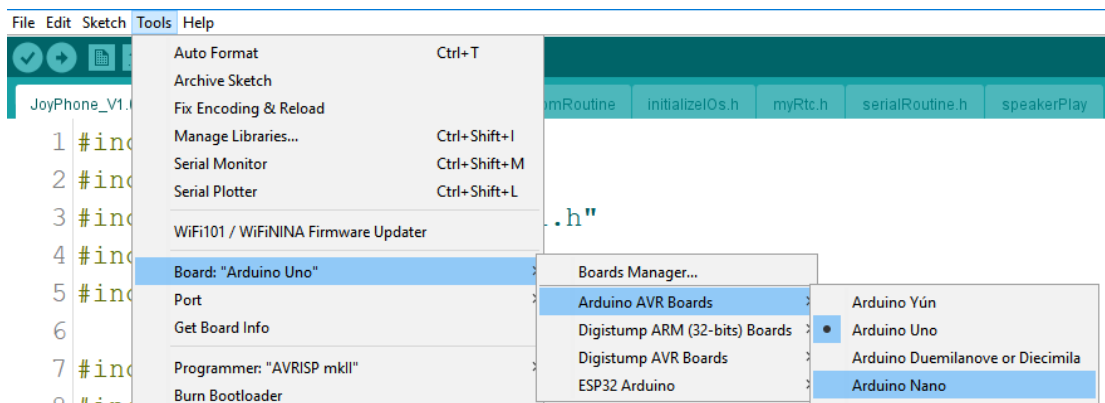 File Edit Sketch Tools Help
Auto Format Ctrl+T
Archive Sketch
JoyPhone_V1. initializeIOs.h myRtc.h serialRoutine.h speakerPlay
Fix Encoding & Reload
1 #inc
Manage Libraries... Ctrl+Shift+I
Serial Monitor Ctrl+Shift+M
2 #inc
Serial Plotter Ctrl+Shift+L
3 #inc .h"
WiFi101 / WiFiNINA Firmware Updater
4 #inc
Board: "Arduino Uno" Boards Manager...
5 #inc Port Arduino AVR Boards Arduino Yún
6 Get Board Info Digistump ARM (32-bits) Boards Arduino Uno
Digistump AVR Boards Arduino Duemilanove or Diecimila
7 #inc Programmer: "AVRISP mkII"
ESP32 Arduino Arduino Nano
Burn Bootloader